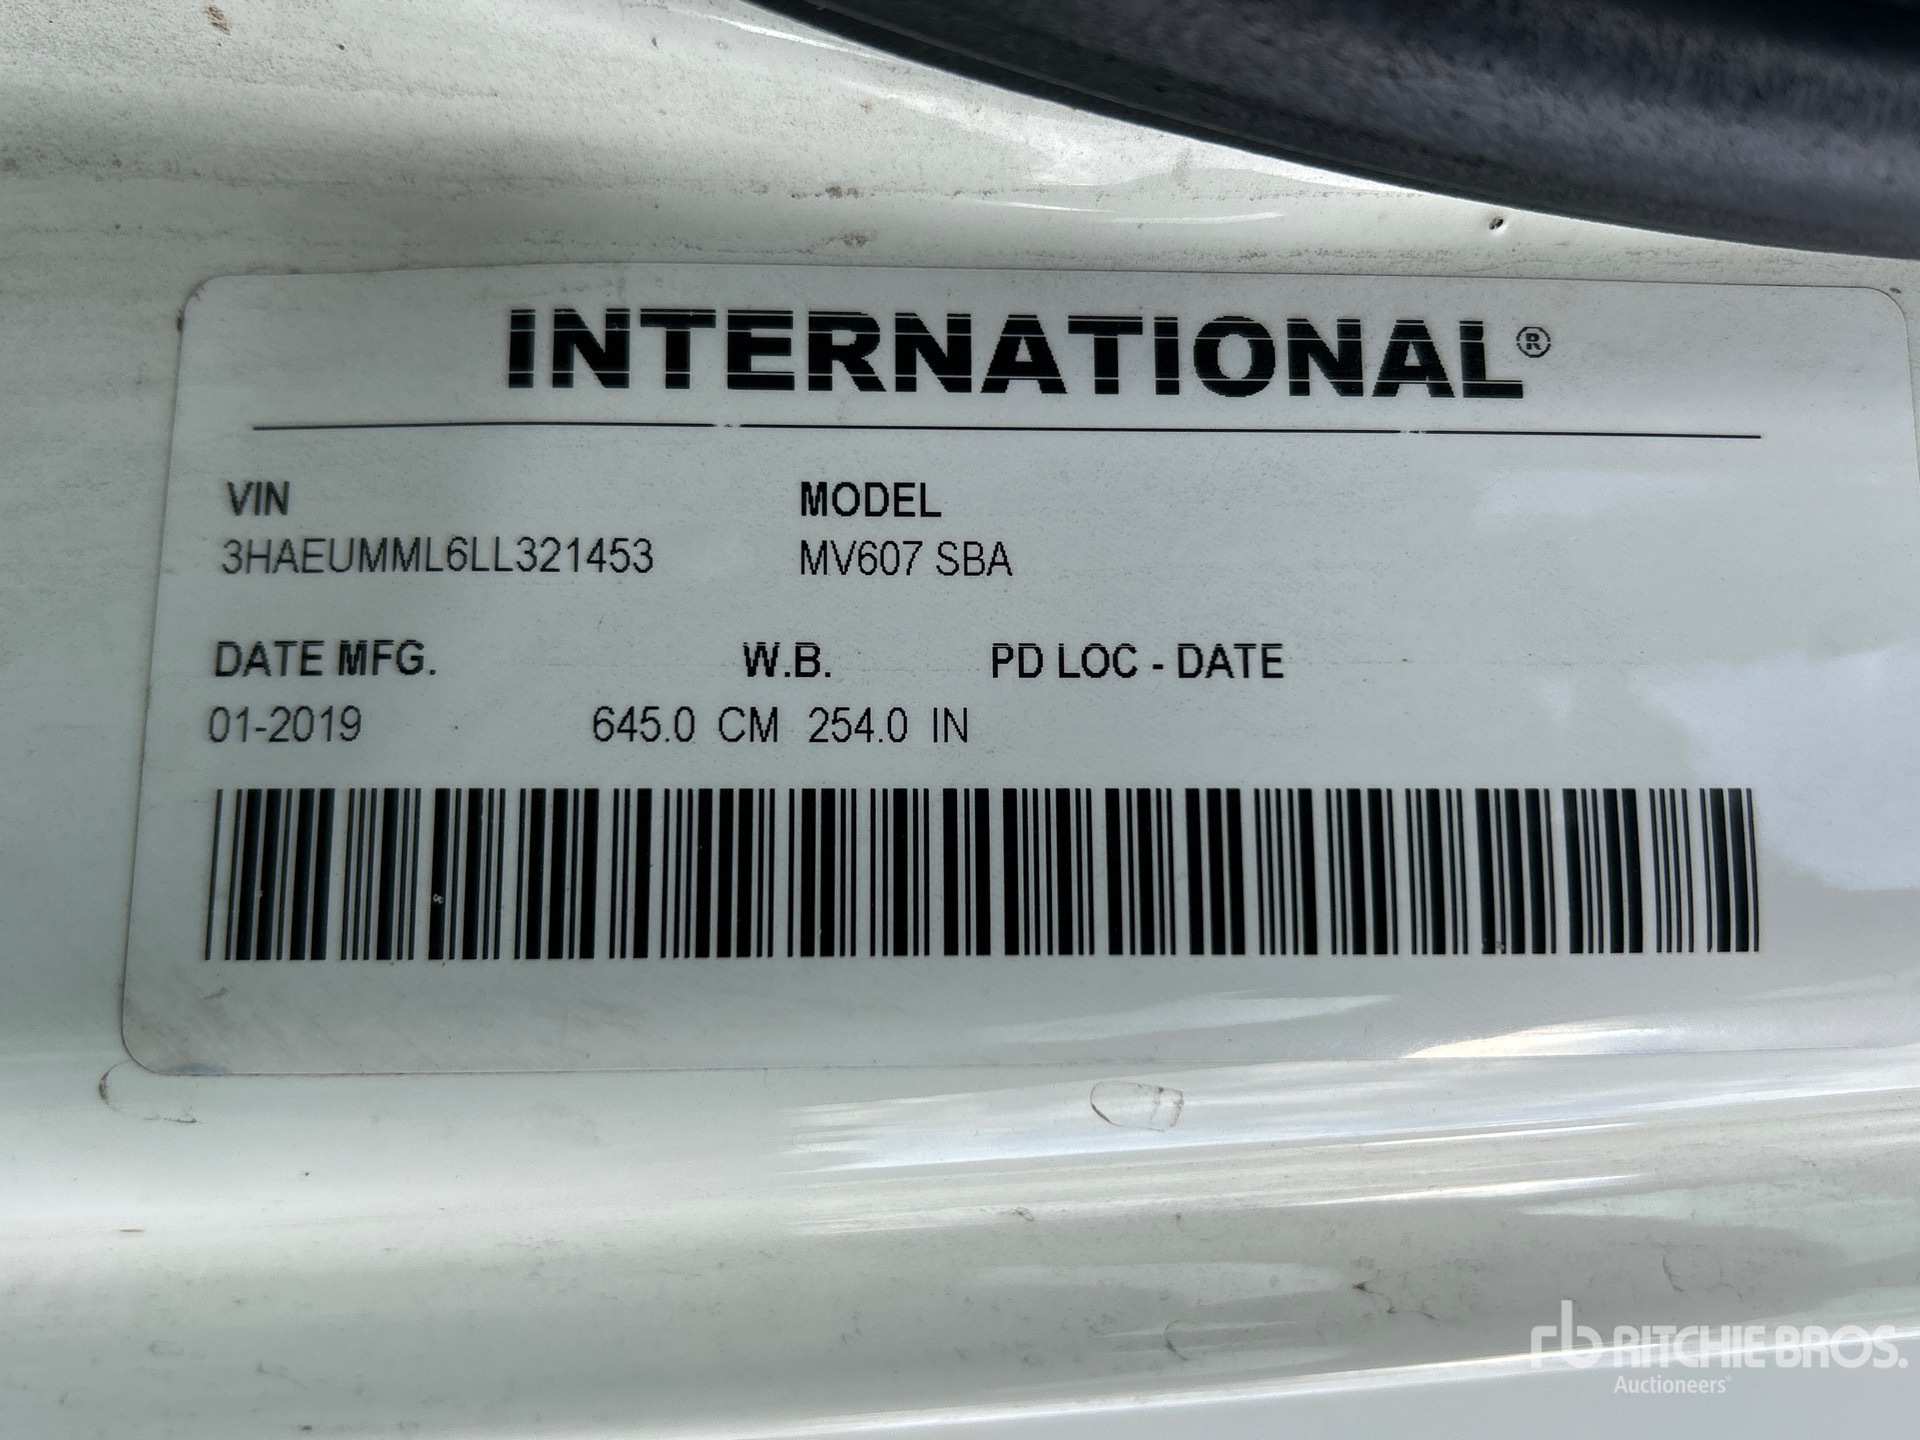 INTERNATIONAL®
VIN MODEL
3HAEUMML6LL321453 MV607 SBA
DATE MFG. W.B. PD LOC - DATE
01-2019 645.0 CM 254.0 IN
rb RITCHIE BROS.
Auctioneers